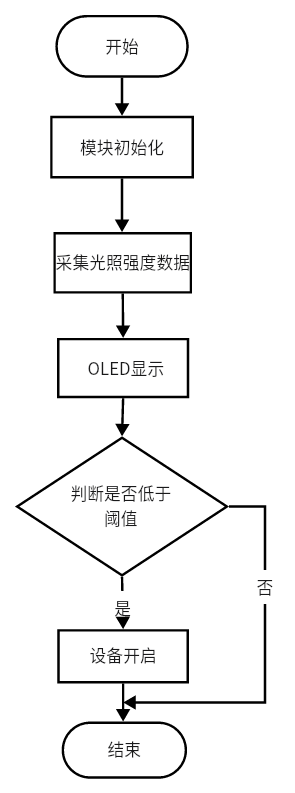 开始
模块初始化
采集光照强度数据
OLED显示
判断是否低于
阈值
否
是
设备开启
结束